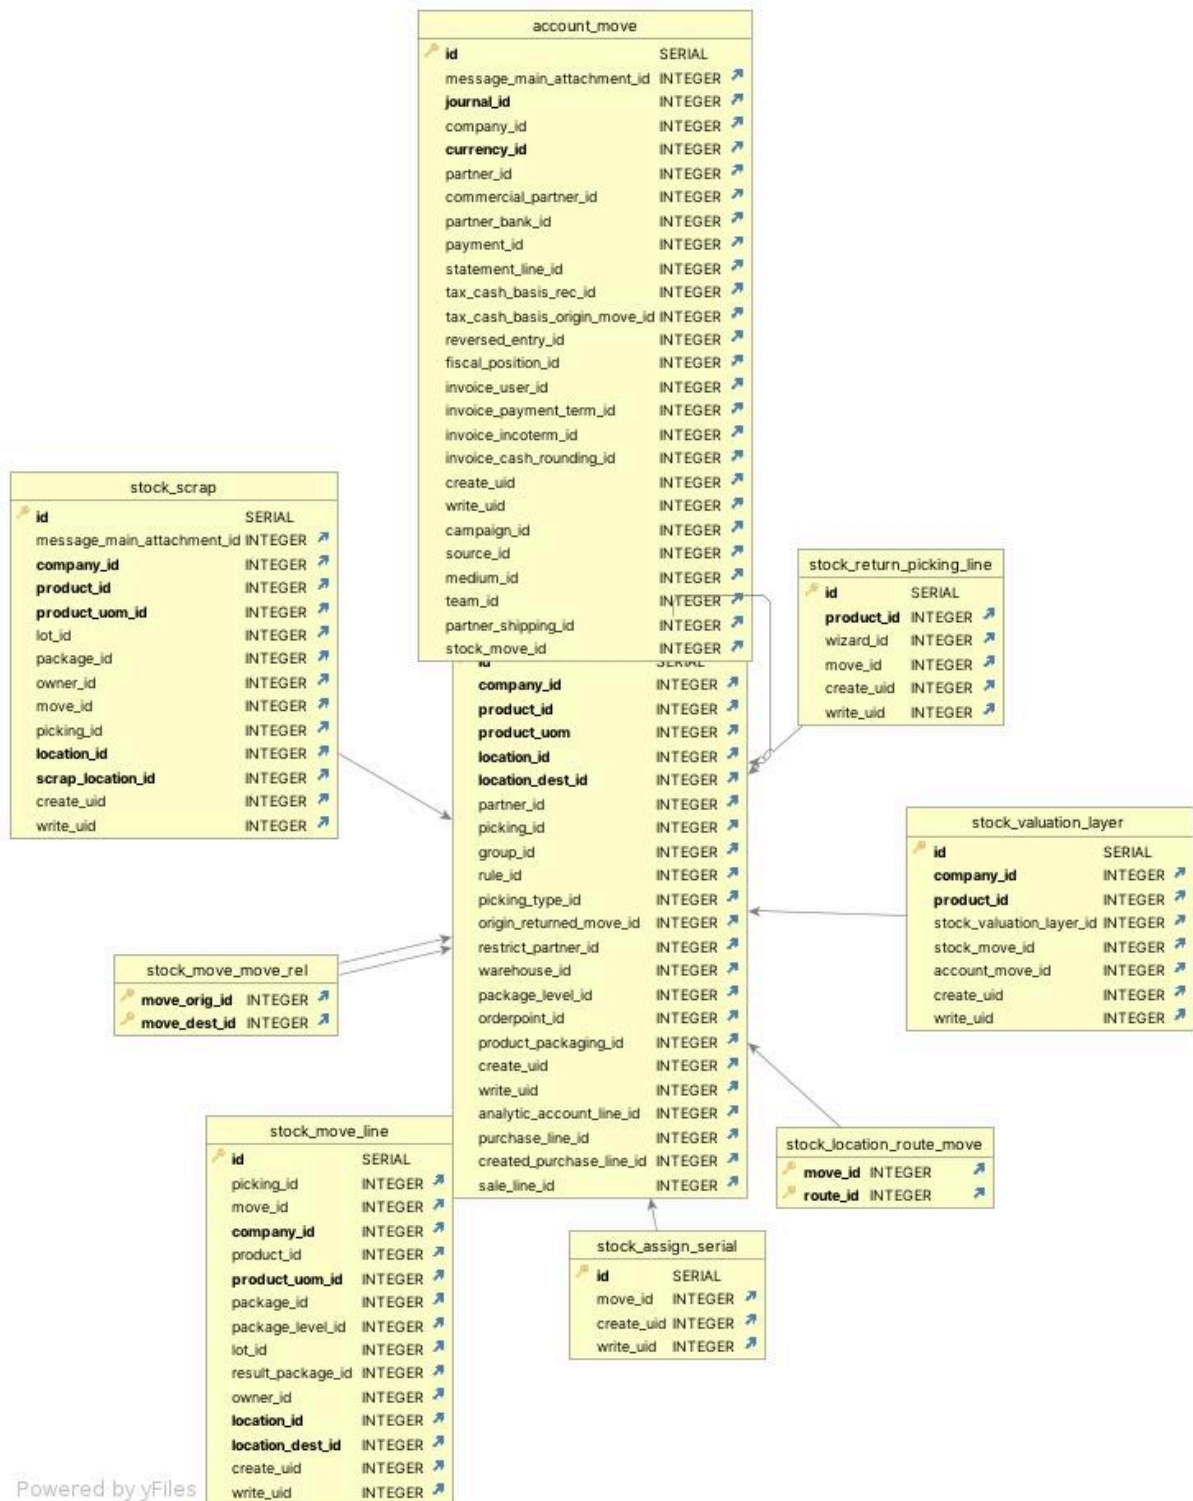 account_move
id SERIAL
message_main_attachment_id INTEGER
journal_id INTEGER
company_id INTEGER
currency_id INTEGER
partner_id INTEGER
commercial_partner_id INTEGER
partner_bank_id INTEGER
payment_id INTEGER
statement_line_id INTEGER
tax_cash_basis_rec_id INTEGER
tax_cash_basis_origin_move_id INTEGER
reversed_entry_id INTEGER
fiscal_position_id INTEGER
invoice_user_id INTEGER
invoice_payment_term_id INTEGER
invoice_incoterm_id INTEGER
invoice_cash_rounding_id INTEGER
create_uid INTEGER
write_uid INTEGER
campaign_id INTEGER
source_id INTEGER
medium_id INTEGER
team_id INTEGER
partner_shipping_id INTEGER
stock_move_id INTEGER
stock_scrap
id SERIAL
message_main_attachment_id INTEGER
company_id INTEGER
product_id INTEGER
product_uom_id INTEGER
lot_id INTEGER
package_id INTEGER
owner_id INTEGER
move_id INTEGER
picking_id INTEGER
location_id INTEGER
scrap_location_id INTEGER
create_uid INTEGER
write_uid INTEGER
stock_return_picking_line
id SERIAL
product_id INTEGER
wizard_id INTEGER
move_id INTEGER
create_uid INTEGER
write_uid INTEGER
id SERIAL
company_id INTEGER
product_id INTEGER
product_uom INTEGER
location_id INTEGER
location_dest_id INTEGER
partner_id INTEGER
picking_id INTEGER
group_id INTEGER
rule_id INTEGER
picking_type_id INTEGER
origin_returned_move_id INTEGER
restrict_partner_id INTEGER
warehouse_id INTEGER
package_level_id INTEGER
orderpoint_id INTEGER
product_packaging_id INTEGER
create_uid INTEGER
write_uid INTEGER
analytic_account_line_id INTEGER
purchase_line_id INTEGER
created_purchase_line_id INTEGER
sale_line_id INTEGER
stock_valuation_layer
id SERIAL
company_id INTEGER
product_id INTEGER
stock_valuation_layer_id INTEGER
stock_move_id INTEGER
account_move_id INTEGER
create_uid INTEGER
write_uid INTEGER
stock_move_move_rel
move_orig_id INTEGER
move_dest_id INTEGER
stock_move_line
id SERIAL
picking_id INTEGER
move_id INTEGER
company_id INTEGER
product_id INTEGER
product_uom_id INTEGER
package_id INTEGER
package_level_id INTEGER
lot_id INTEGER
result_package_id INTEGER
owner_id INTEGER
location_id INTEGER
location_dest_id INTEGER
create_uid INTEGER
write_uid INTEGER
stock_location_route_move
move_id INTEGER
route_id INTEGER
stock_assign_serial
id SERIAL
move_id INTEGER
create_uid INTEGER
write_uid INTEGER
Powered by yFiles